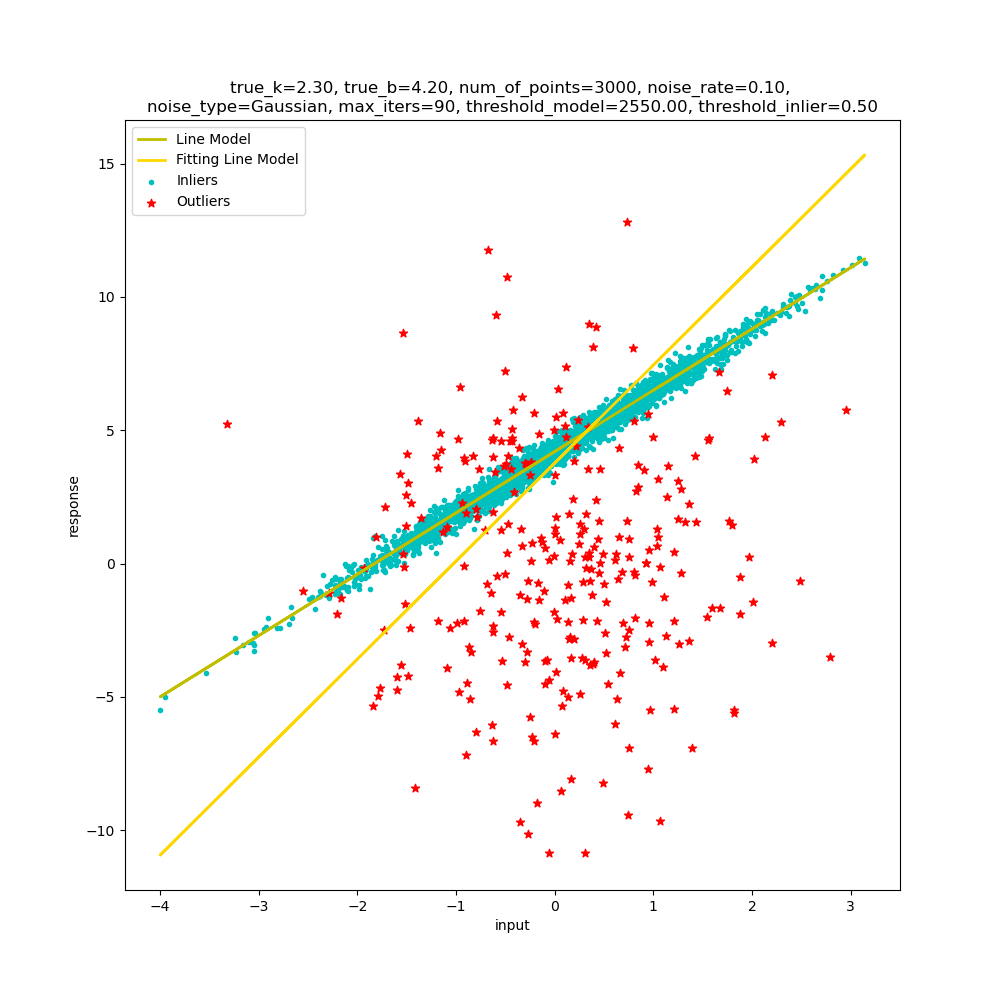 true_k=2.30, true_b=4.20, num_of_points=3000, noise_rate=0.10,
noise_type=Gaussian, max_iters=90, threshold_model=2550.00, threshold_inlier=0.50
Line Model
Fitting Line Model
Inliers
Outliers
15
10
5
0
−5
−10
response
−4 −3 −2 −1 0 1 2 3
input